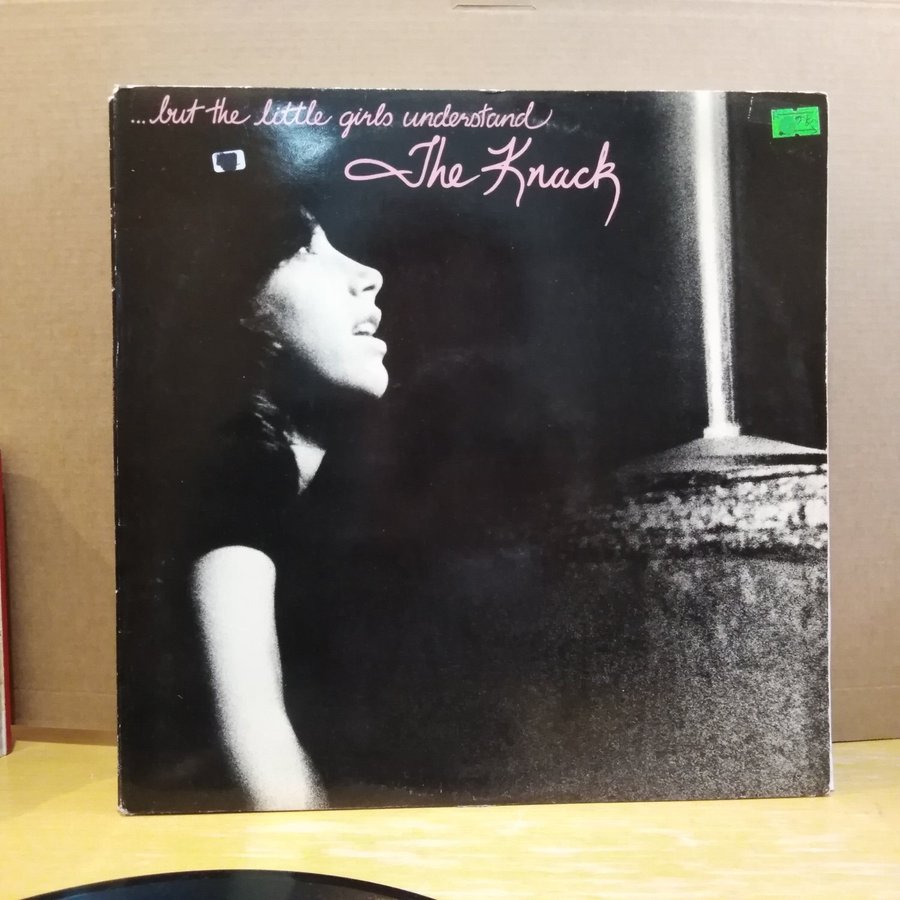 ...but the little girls understand
The Knack